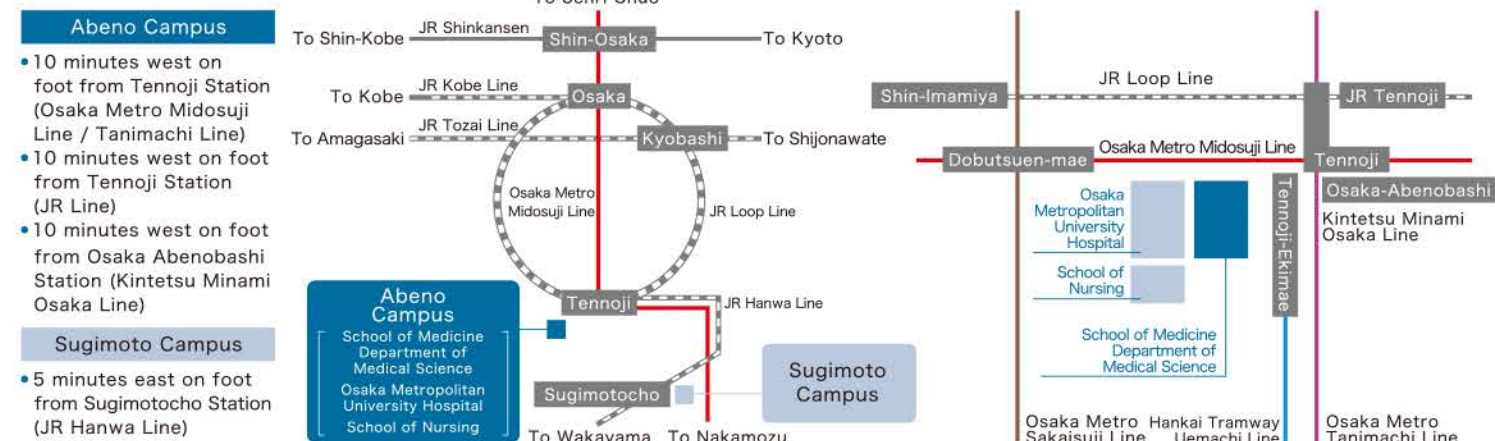 Abeno Campus
• 10 minutes west on
foot from Tennoji Station
(Osaka Metro Midosuji
Line / Tanimachi Line)
• 10 minutes west on foot
from Tennoji Station
(JR Line)
• 10 minutes west on foot
from Osaka Abenobashi
Station (Kintetsu Minami
Osaka Line)
Sugimoto Campus
• 5 minutes east on foot
from Sugimotocho Station
(JR Hanwa Line)
To Shin-Kobe
JR Shinkansen
Shin-Osaka
To Kyoto
To Kobe
JR Kobe Line
Osaka
To Amagasaki
JR Tozai Line
Kyobashi
To Shijonawate
Osaka Metro
Midosuji Line
JR Loop Line
Tennoji
JR Hanwa Line
Abeno
Campus
School of Medicine
Department of
Medical Science
Osaka Metropolitan
University Hospital
School of Nursing
Sugimotocho
Sugimoto
Campus
To Wakayama
To Nakamozu
JR Loop Line
Shin-Imamiya
JR Tennoji
Dobutsuen-mae
Osaka Metro Midosuji Line
Tennoji
Osaka-Abenobashi
Kintetsu Minami
Osaka Line
Tennoji-Ekimae
Osaka
Metropolitan
University
Hospital
School of
Nursing
School of Medicine
Department of
Medical Science
Osaka Metro
Sakaisuji Line
Hankai Tramway
Uemachi Line
Osaka Metro
Tanimachi Line